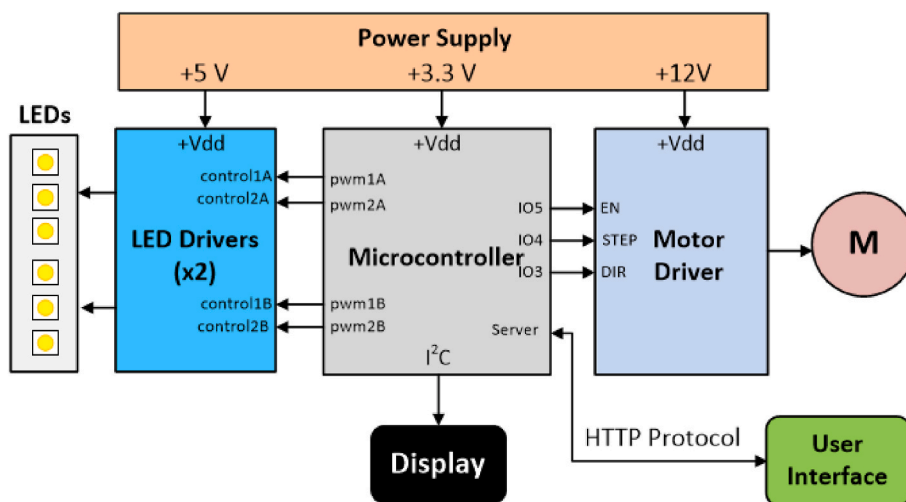 Power Supply
+5 V
+3.3 V
+12V
LEDs
+Vdd
control1A
control2A
LED Drivers
(x2)
control1B
control2B
+Vdd
pwm1A
pwm2A
IO5
IO4
Microcontroller
IO3
pwm1B
pwm2B
Server
I²C
+Vdd
EN
STEP
DIR
Motor
Driver
M
Display
HTTP Protocol
User
Interface